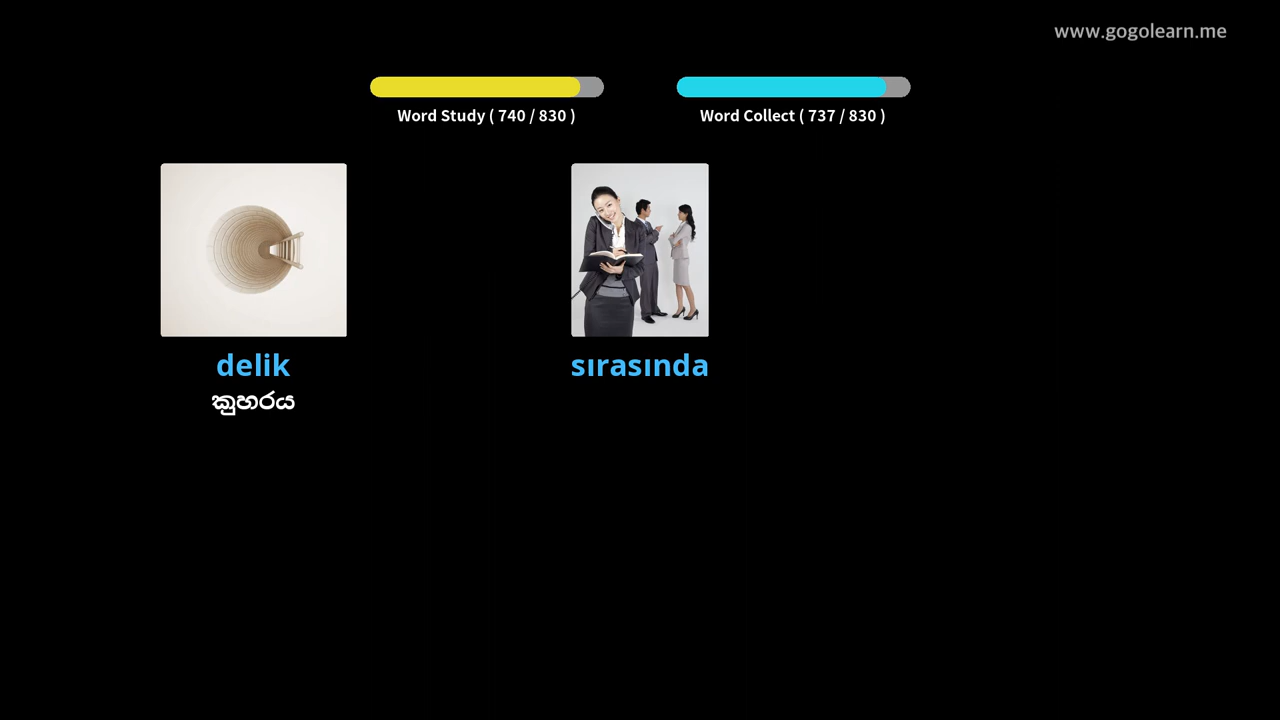 www.gogolearn.me
Word Study ( 740 / 830 )
Word Collect ( 737 / 830 )
delik
කුහරය
sırasında